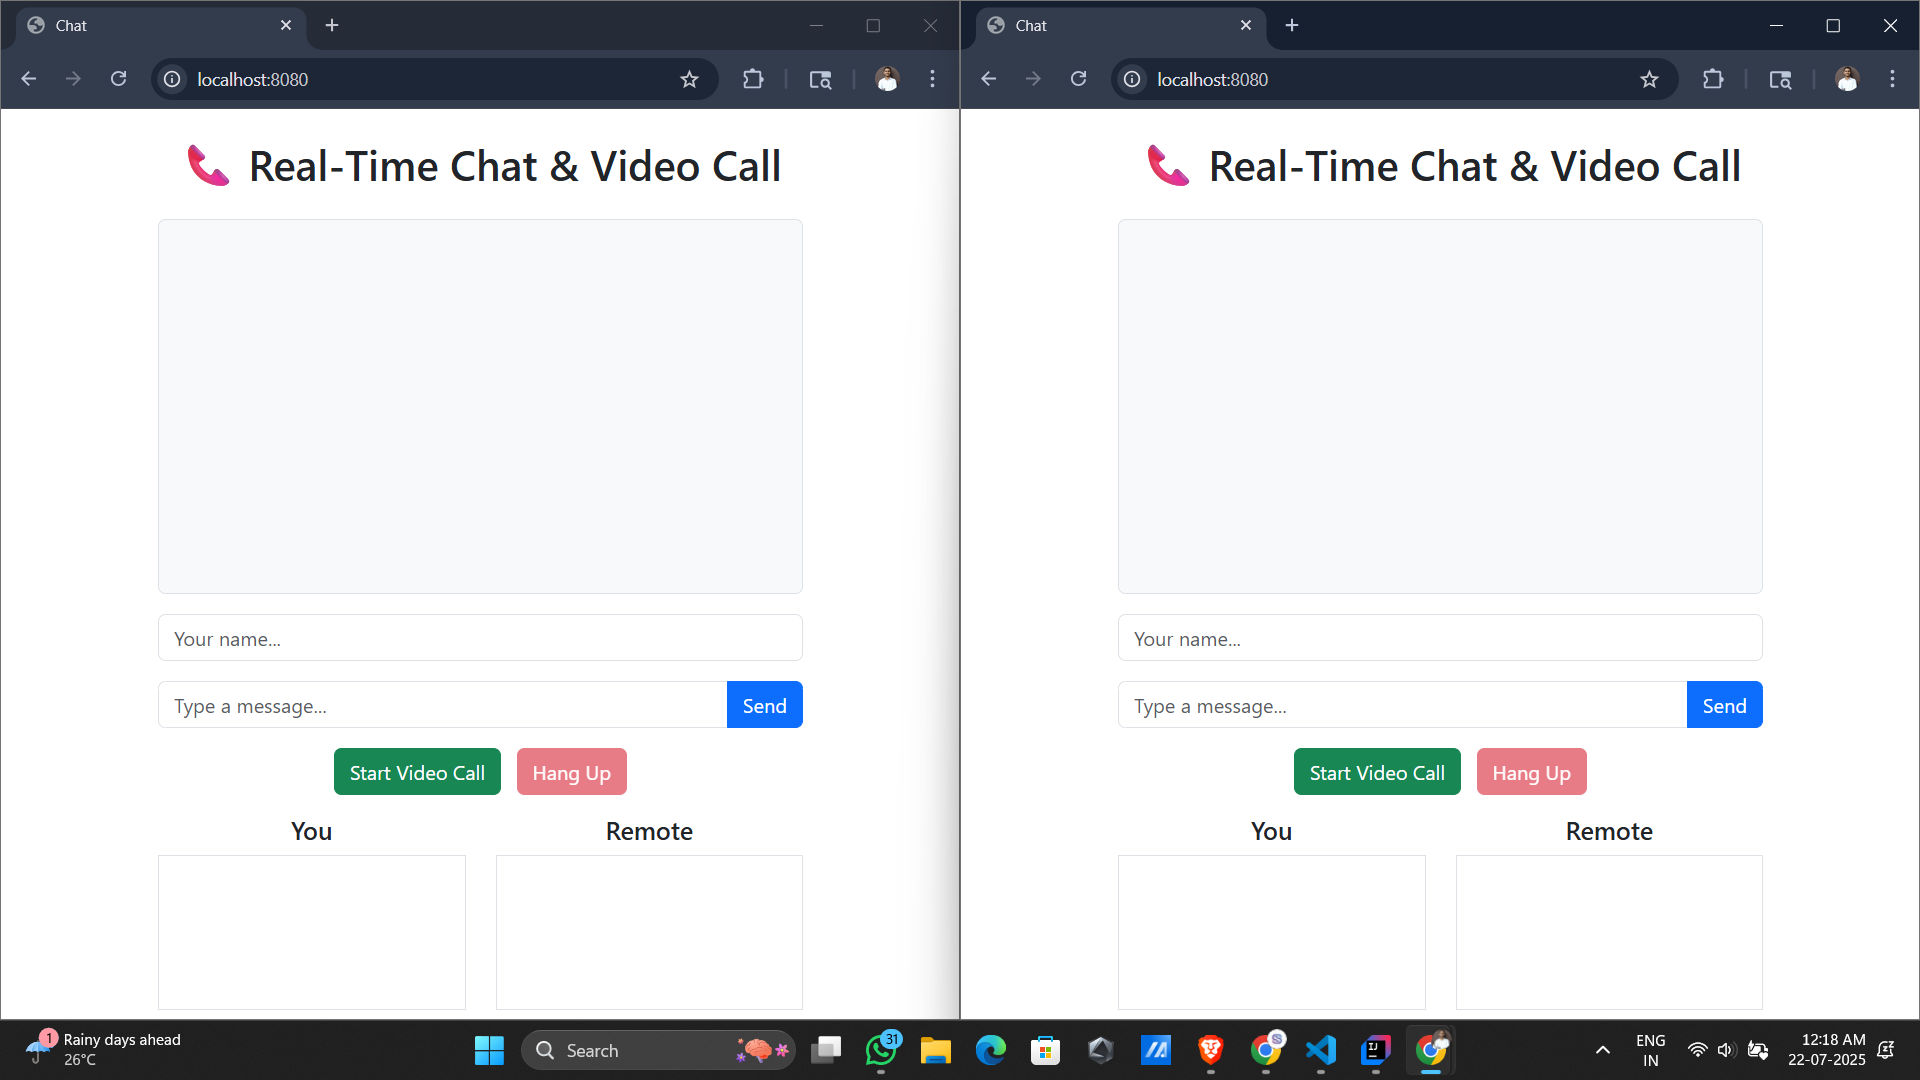 Chat
localhost:8080
Real-Time Chat & Video Call
Your name...
Type a message...
Send
Start Video Call
Hang Up
You
Remote
Chat
localhost:8080
Real-Time Chat & Video Call
Your name...
Type a message...
Send
Start Video Call
Hang Up
You
Remote
1
Rainy days ahead
26°C
Search
31
IJ
S
ENG
IN
12:18 AM
22-07-2025